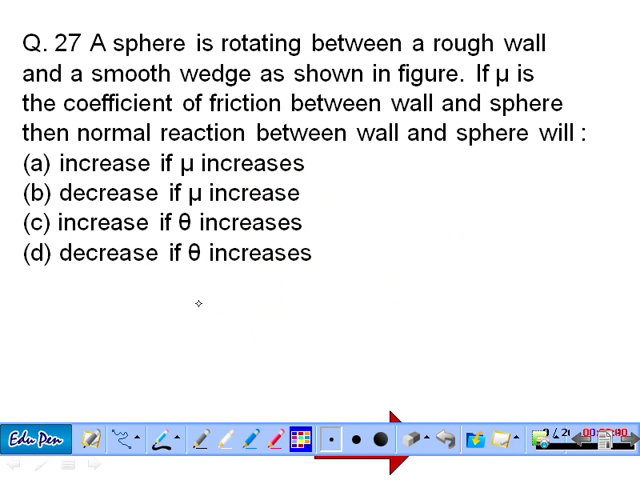 Q. 27 A sphere is rotating between a rough wall
and a smooth wedge as shown in figure. If μ is
the coefficient of friction between wall and sphere
then normal reaction between wall and sphere will :
(a) increase if μ increases
(b) decrease if μ increase
(c) increase if θ increases
(d) decrease if θ increases
Edu Pen